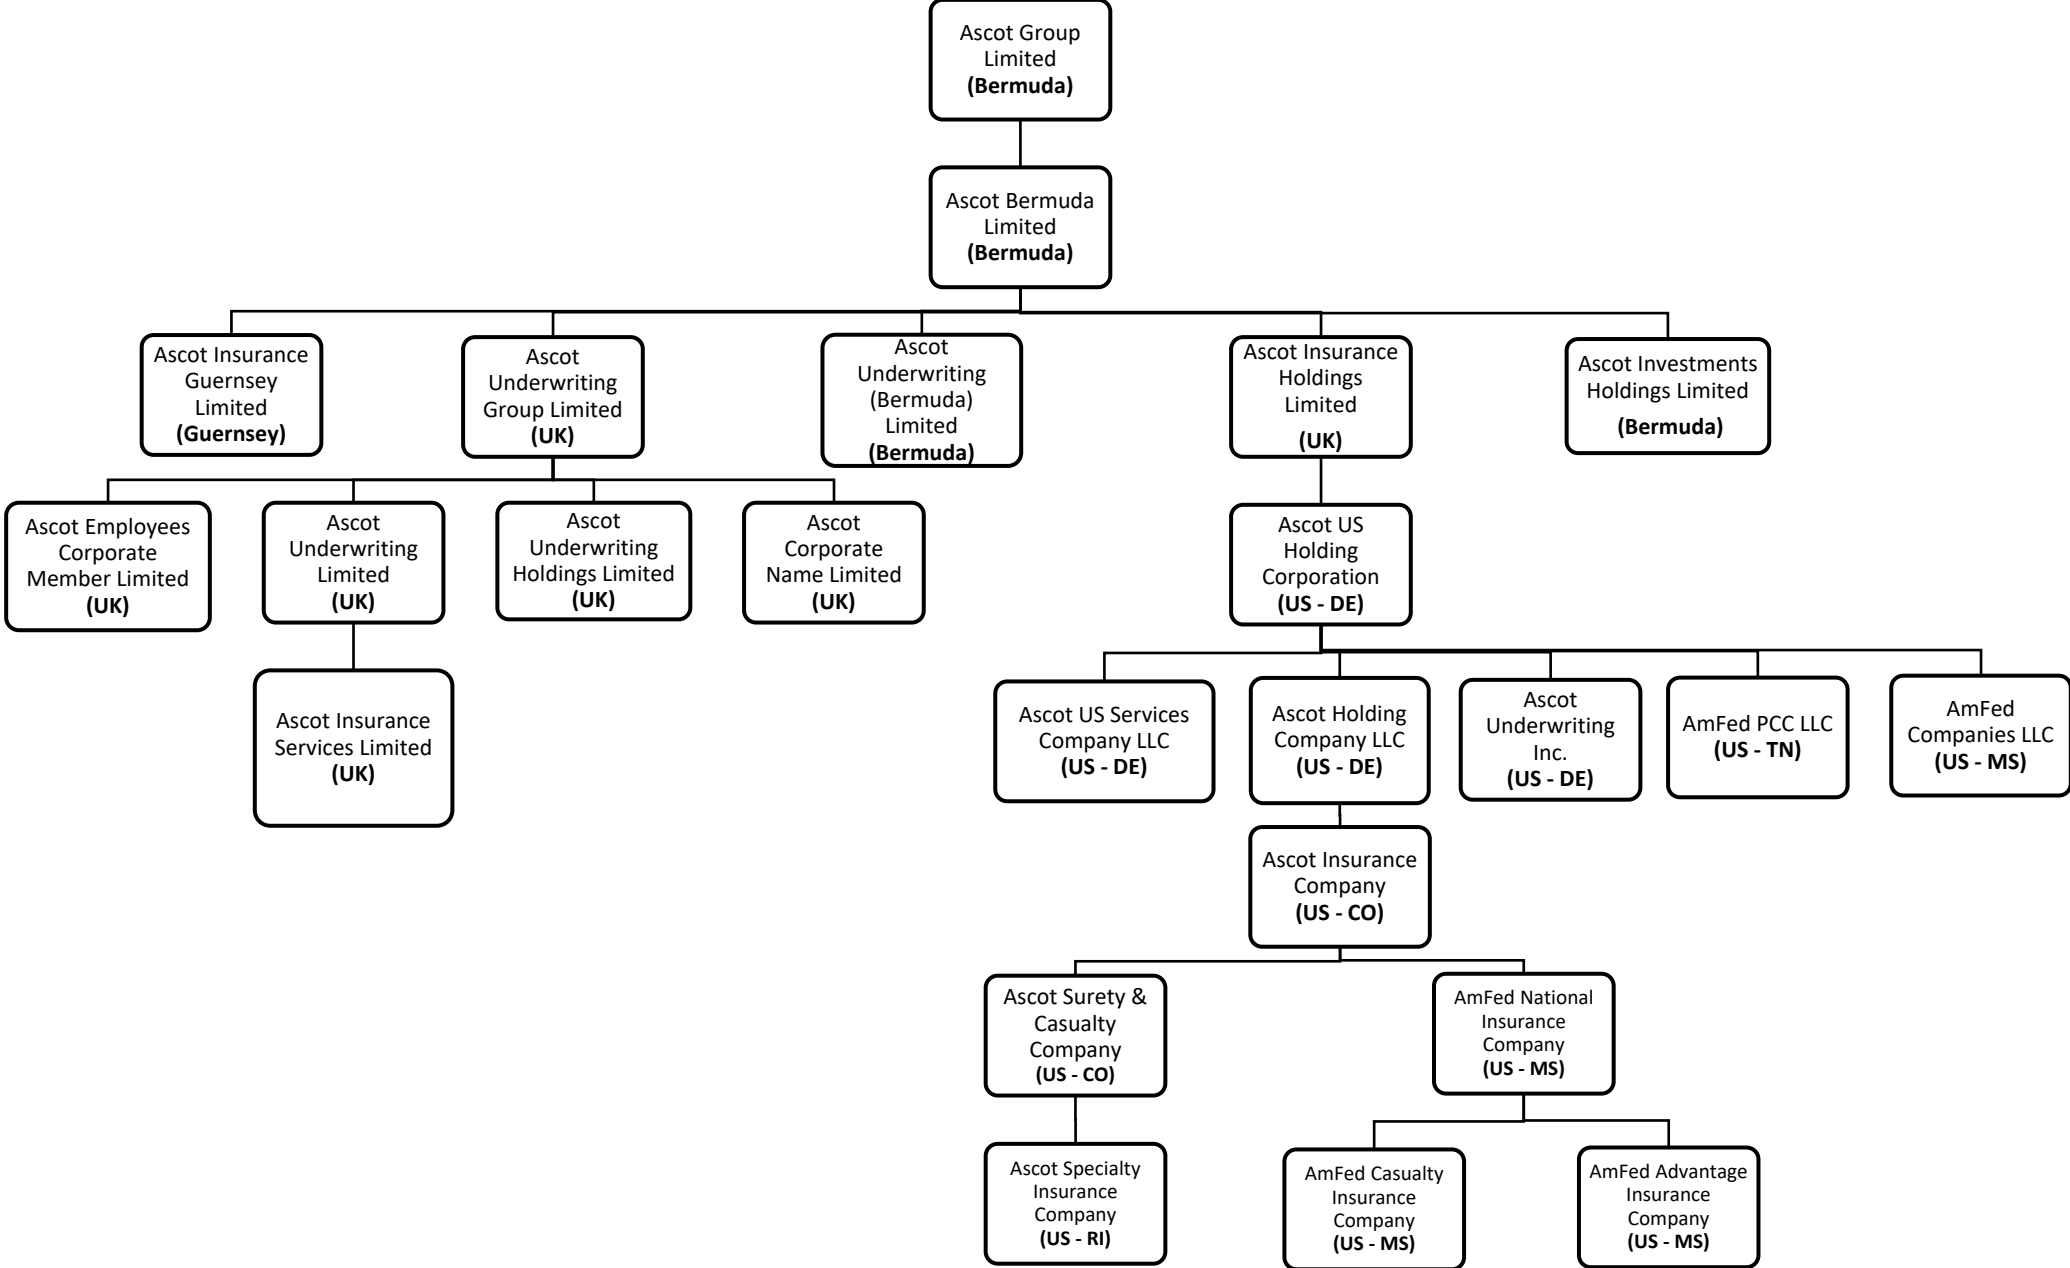 Ascot Group
Limited
(Bermuda)
Ascot Bermuda
Limited
(Bermuda)
Ascot Insurance
Guernsey
Limited
(Guernsey)
Ascot
Underwriting
Group Limited
(UK)
Ascot
Underwriting
(Bermuda)
Limited
(Bermuda)
Ascot Insurance
Holdings
Limited
(UK)
Ascot Investments
Holdings Limited
(Bermuda)
Ascot Employees
Corporate
Member Limited
(UK)
Ascot
Underwriting
Limited
(UK)
Ascot
Underwriting
Holdings Limited
(UK)
Ascot
Corporate
Name Limited
(UK)
Ascot US
Holding
Corporation
(US - DE)
Ascot Insurance
Services Limited
(UK)
Ascot US Services
Company LLC
(US - DE)
Ascot Holding
Company LLC
(US - DE)
Ascot
Underwriting
Inc.
(US - DE)
AmFed PCC LLC
(US - TN)
AmFed
Companies LLC
(US - MS)
Ascot Insurance
Company
(US - CO)
Ascot Surety &
Casualty
Company
(US - CO)
AmFed National
Insurance
Company
(US - MS)
Ascot Specialty
Insurance
Company
(US - RI)
AmFed Casualty
Insurance
Company
(US - MS)
AmFed Advantage
Insurance
Company
(US - MS)